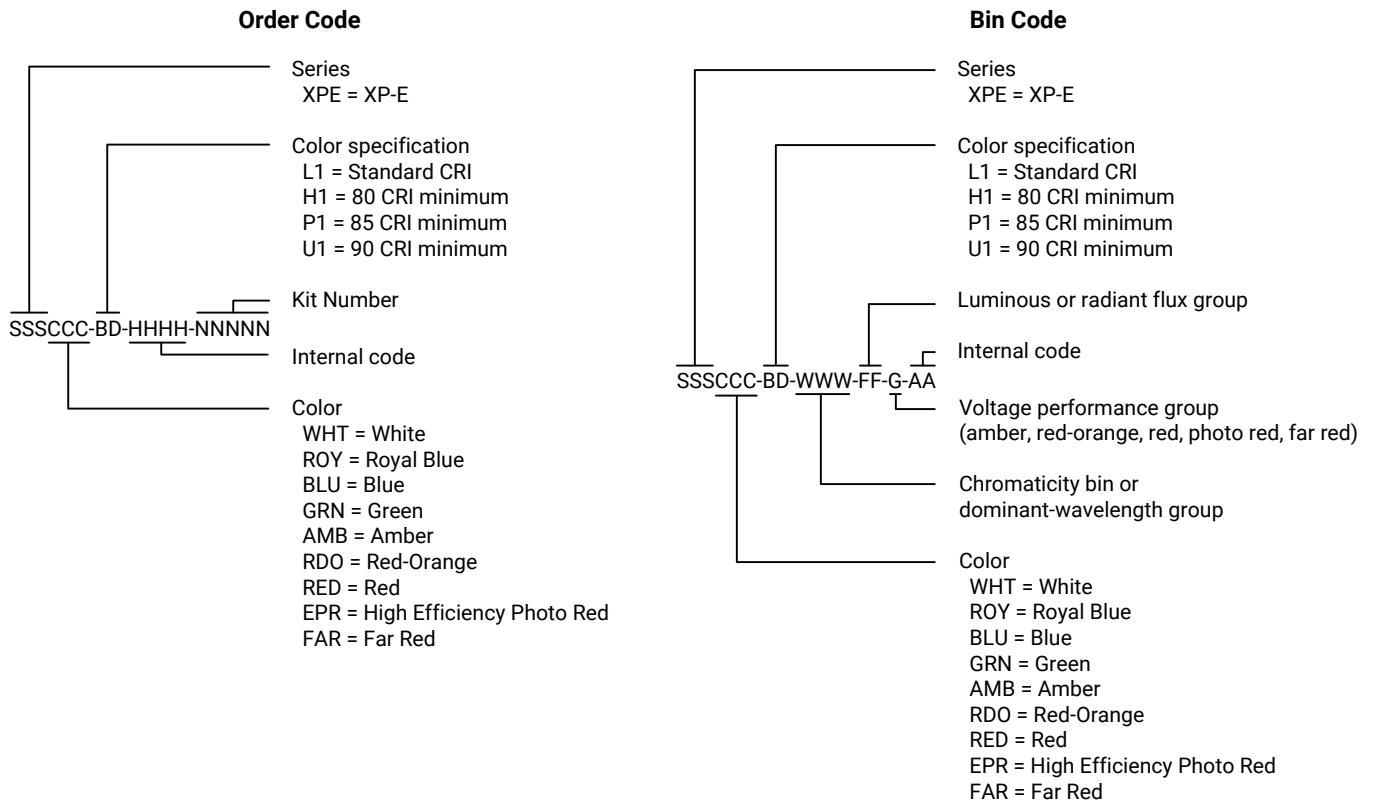 Order Code
Series
XPE = XP-E
Color specification
L1 = Standard CRI
H1 = 80 CRI minimum
P1 = 85 CRI minimum
U1 = 90 CRI minimum
Kit Number
SSSCCC-BD-HHHH-NNNNN
Internal code
Color
WHT = White
ROY = Royal Blue
BLU = Blue
GRN = Green
AMB = Amber
RDO = Red-Orange
RED = Red
EPR = High Efficiency Photo Red
FAR = Far Red
Bin Code
Series
XPE = XP-E
Color specification
L1 = Standard CRI
H1 = 80 CRI minimum
P1 = 85 CRI minimum
U1 = 90 CRI minimum
Luminous or radiant flux group
Internal code
SSSCCC-BD-WWW-FF-G-AA
Voltage performance group
(amber, red-orange, red, photo red, far red)
Chromaticity bin or
dominant-wavelength group
Color
WHT = White
ROY = Royal Blue
BLU = Blue
GRN = Green
AMB = Amber
RDO = Red-Orange
RED = Red
EPR = High Efficiency Photo Red
FAR = Far Red